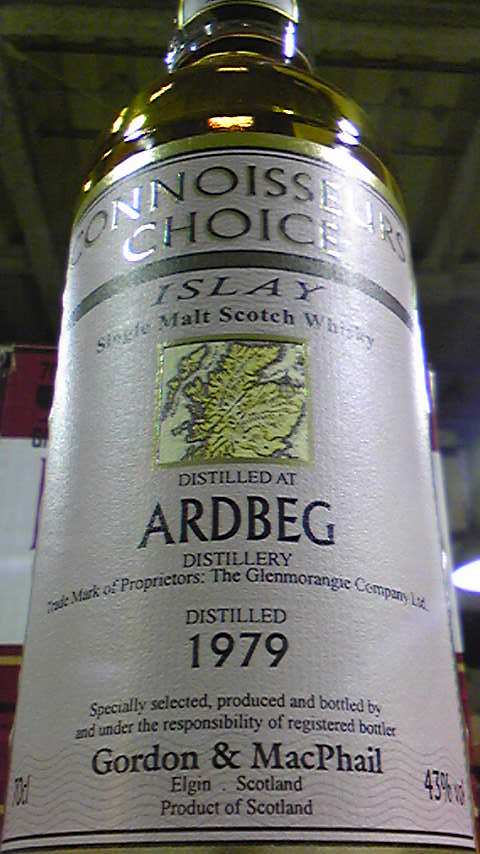 CONNOISSEURS
CHOICE
ISLAY
Single Malt Scotch Whisky
DISTILLED AT
ARDBEG
DISTILLERY
Trade Mark of Proprietors: The Glenmorangie Company Ltd.
DISTILLED
1979
Specially selected, produced and bottled by
and under the responsibility of registered bottler
Gordon & MacPhail
Elgin . Scotland
Product of Scotland
70cl
43% vol